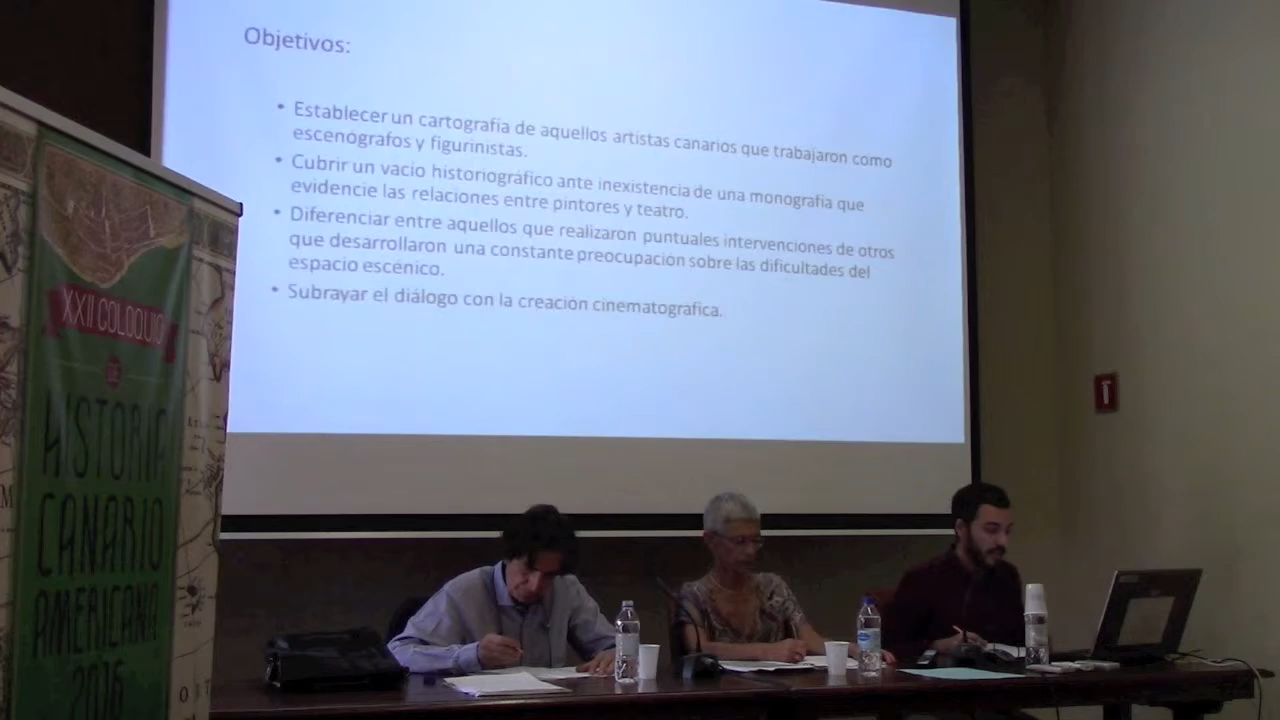 Objetivos:
• Establecer un cartografia de aquellos artistas canarios que trabajaron como
escenografos y figurinistas.
• Cubrir un vacio historiográfico ante inexistencia de una monografia que
evidencie las relaciones entre pintores y teatro.
• Diferenciar entre aquellos que realizaron puntuales intervenciones de otros
que desarrollaron una constante preocupacion sobre las dificultades del
espacio escénico.
• Subrayar el diálogo con la creación cinematografica.
XXII COLOQUIO
DE
HISTORIA
CANARIO
AMERICANA
2016